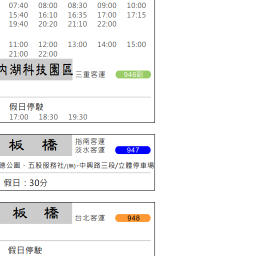 07:40 08:00 08:30 09:00 10:00
15:40 16:10 16:35 17:00 17:15
19:40 20:20 21:10 22:00
11:00 12:00 13:00 14:00 15:00
21:00 22:00
內湖科技園區 三重客運 946副
假日停駛
17:00 18:30 19:30
板 橋 指南客運
淡水客運 947
德公園－五股服務社/(無)-中興路三段/立體停車場
假日：30分
板 橋 台北客運 948
假日停駛